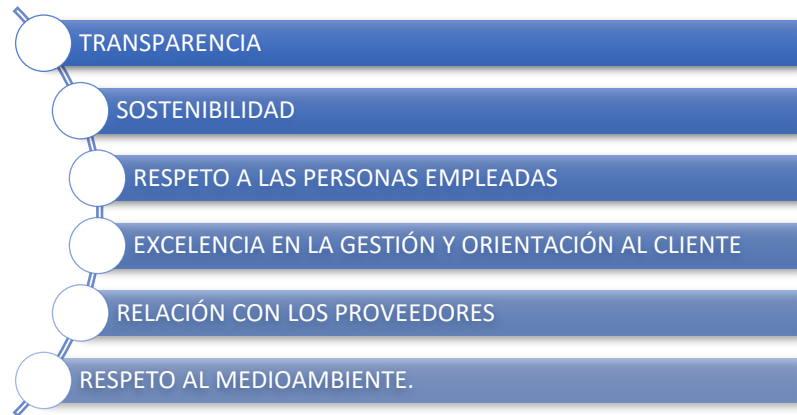 TRANSPARENCIA
SOSTENIBILIDAD
RESPETO A LAS PERSONAS EMPLEADAS
EXCELENCIA EN LA GESTIÓN Y ORIENTACIÓN AL CLIENTE
RELACIÓN CON LOS PROVEEDORES
RESPETO AL MEDIOAMBIENTE.